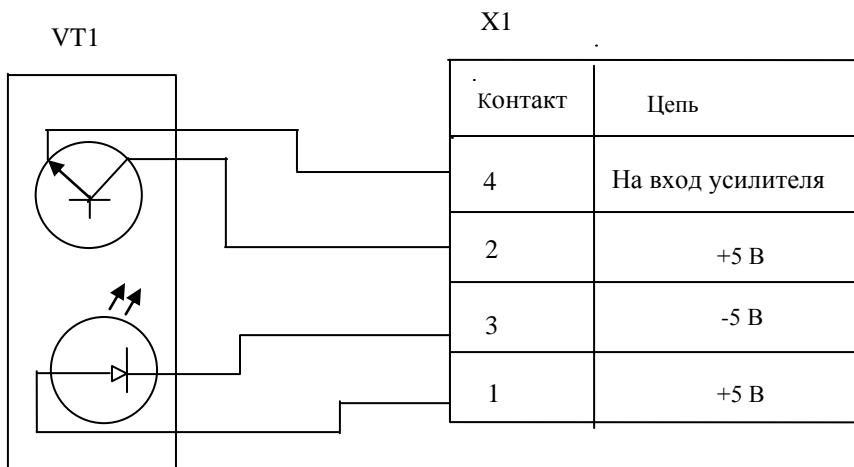 VT1
X1
Контакт Цепь
4 На вход усилителя
2 +5 В
3 -5 В
1 +5 В